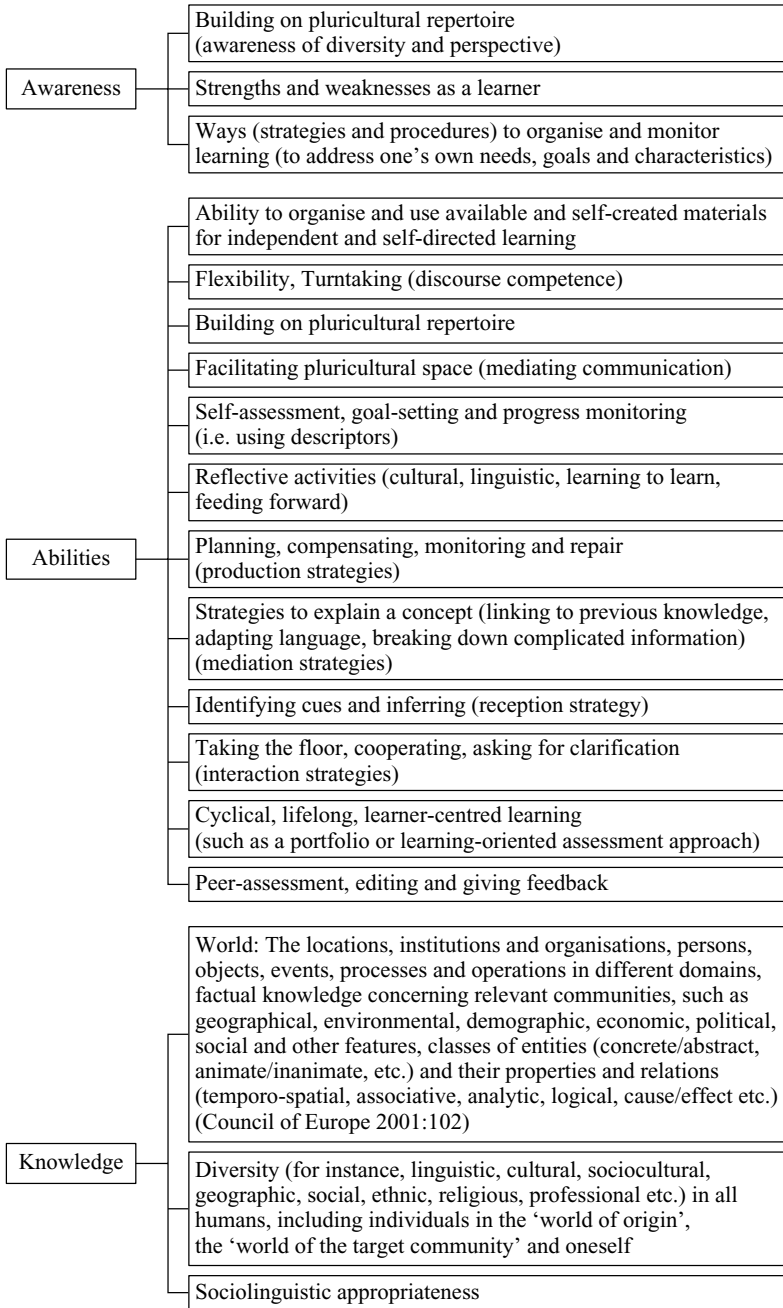 Awareness
Building on pluricultural repertoire
(awareness of diversity and perspective)
Strengths and weaknesses as a learner
Ways (strategies and procedures) to organise and monitor
learning (to address one's own needs, goals and characteristics)
Abilities
Ability to organise and use available and self-created materials
for independent and self-directed learning
Flexibility, Turntaking (discourse competence)
Building on pluricultural repertoire
Facilitating pluricultural space (mediating communication)
Self-assessment, goal-setting and progress monitoring
(i.e. using descriptors)
Reflective activities (cultural, linguistic, learning to learn,
feeding forward)
Planning, compensating, monitoring and repair
(production strategies)
Strategies to explain a concept (linking to previous knowledge,
adapting language, breaking down complicated information)
(mediation strategies)
Identifying cues and inferring (reception strategy)
Taking the floor, cooperating, asking for clarification
(interaction strategies)
Cyclical, lifelong, learner-centred learning
(such as a portfolio or learning-oriented assessment approach)
Peer-assessment, editing and giving feedback
Knowledge
World: The locations, institutions and organisations, persons,
objects, events, processes and operations in different domains,
factual knowledge concerning relevant communities, such as
geographical, environmental, demographic, economic, political,
social and other features, classes of entities (concrete/abstract,
animate/inanimate, etc.) and their properties and relations
(temporo-spatial, associative, analytic, logical, cause/effect etc.)
(Council of Europe 2001:102)
Diversity (for instance, linguistic, cultural, sociocultural,
geographic, social, ethnic, religious, professional etc.) in all
humans, including individuals in the ‘world of origin’,
the ‘world of the target community’ and oneself
Sociolinguistic appropriateness